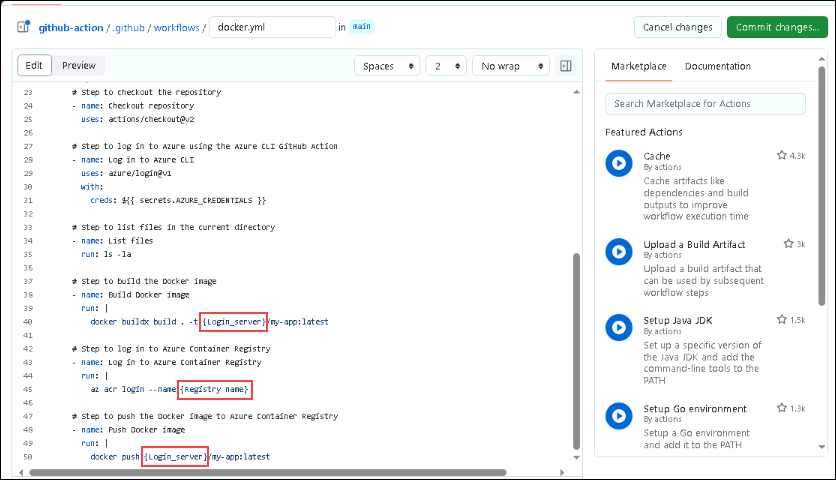 github-action / .github / workflows / docker.yml in main
Cancel changes
Commit changes...
Edit
Preview
Spaces
2
No wrap
23 # Step to checkout the repository
24 - name: Checkout repository
25 uses: actions/checkout@v2
26
27 # Step to log in to Azure using the Azure CLI GitHub Action
28 - name: Log in to Azure CLI
29 uses: azure/login@v1
30 with:
31 creds: ${{ secrets.AZURE_CREDENTIALS }}
32
33 # Step to list files in the current directory
34 - name: List files
35 run: ls -la
36
37 # Step to build the Docker image
38 - name: Build Docker image
39 run: |
40 docker buildx build . -t {Login_server}/my-app:latest
41
42 # Step to log in to Azure Container Registry
43 - name: Log in to Azure Container Registry
44 run: |
45 az acr login --name {Registry name}
46
47 # Step to push the Docker image to Azure Container Registry
48 - name: Push Docker image
49 run: |
50 docker push {Login_server}/my-app:latest
Marketplace
Documentation
Search Marketplace for Actions
Featured Actions
Cache
4.3k
By actions
Cache artifacts like
dependencies and build
outputs to improve
workflow execution time
Upload a Build Artifact
3k
By actions
Upload a build artifact that
can be used by subsequent
workflow steps
Setup Java JDK
1.5k
By actions
Set up a specific version of
the Java JDK and add the
command-line tools to the
PATH
Setup Go environment
1.3k
By actions
Setup a Go environment
and add it to the PATH